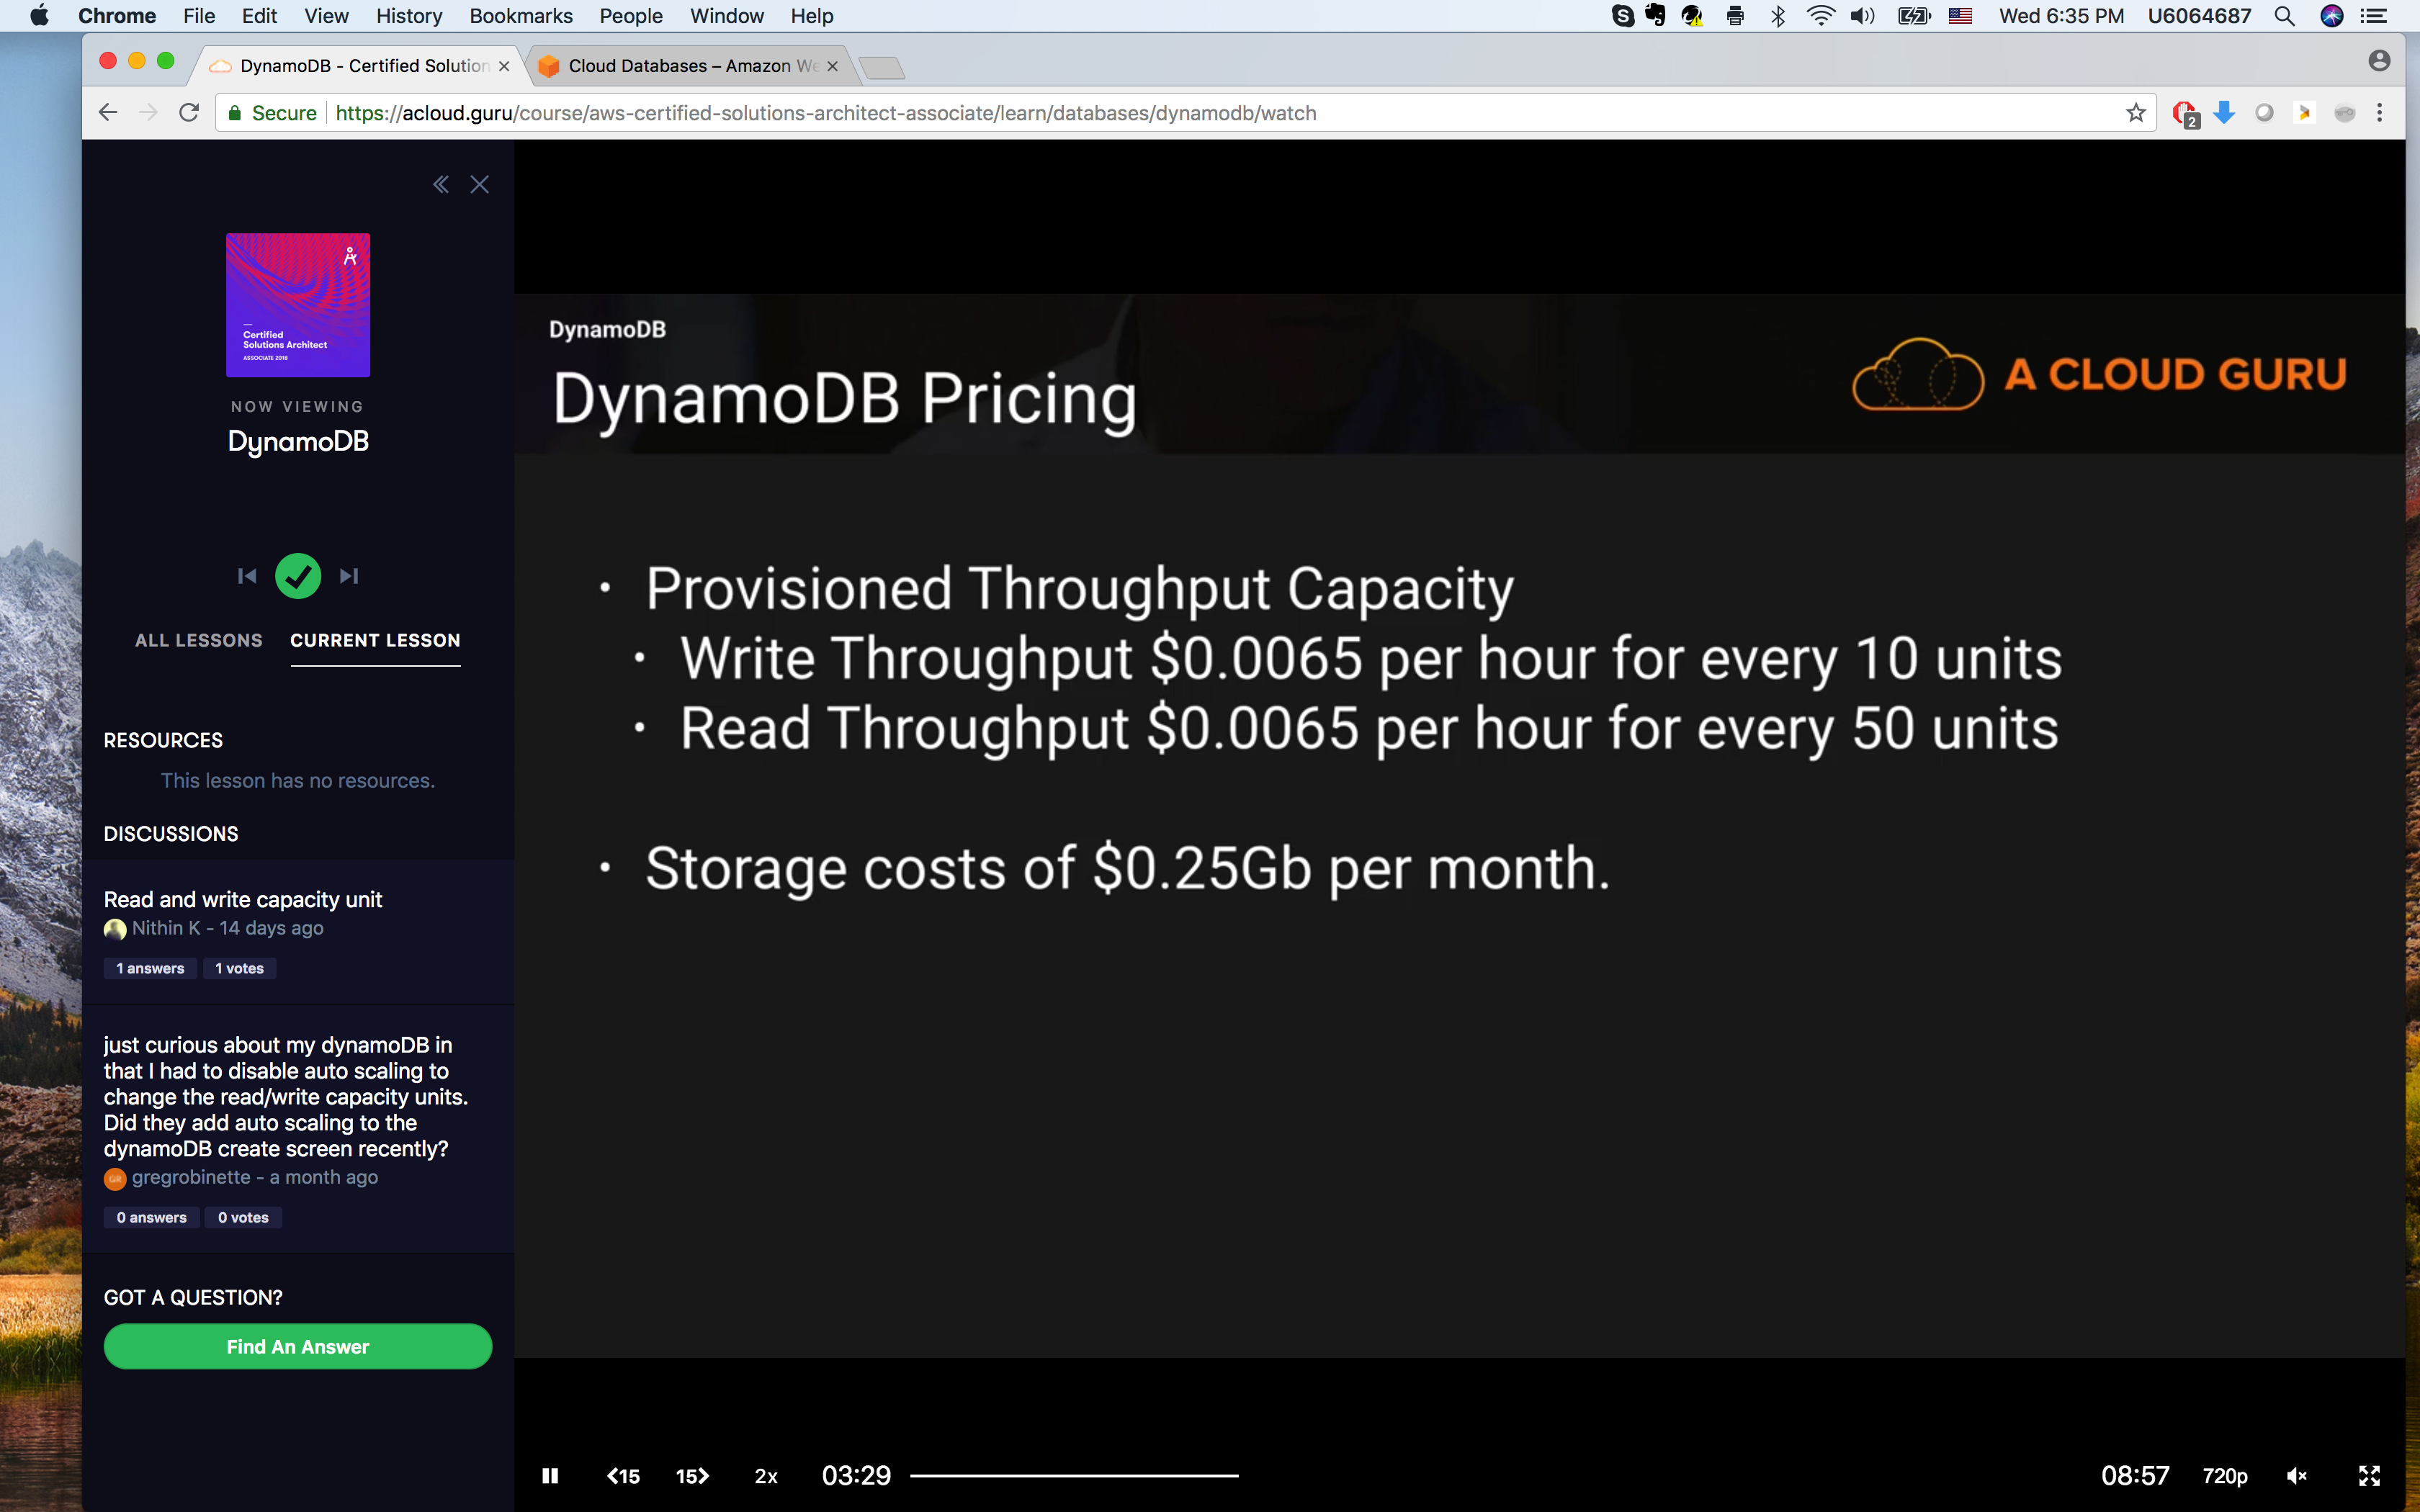 Chrome File Edit View History Bookmarks People Window Help Wed 6:35 PM U6064687
DynamoDB - Certified Solution Cloud Databases – Amazon We
Secure https://acloud.guru/course/aws-certified-solutions-architect-associate/learn/databases/dynamodb/watch
2
Certified
Solutions Architect
ASSOCIATE 2018
NOW VIEWING
DynamoDB
ALL LESSONS CURRENT LESSON
RESOURCES
This lesson has no resources.
DISCUSSIONS
Read and write capacity unit
Nithin K - 14 days ago
1 answers 1 votes
just curious about my dynamoDB in
that I had to disable auto scaling to
change the read/write capacity units.
Did they add auto scaling to the
dynamoDB create screen recently?
GR gregrobinette - a month ago
0 answers 0 votes
GOT A QUESTION?
Find An Answer
DynamoDB
DynamoDB Pricing
A CLOUD GURU
• Provisioned Throughput Capacity
• Write Throughput $0.0065 per hour for every 10 units
• Read Throughput $0.0065 per hour for every 50 units
• Storage costs of $0.25Gb per month.
15 15 2x 03:29 08:57 720p